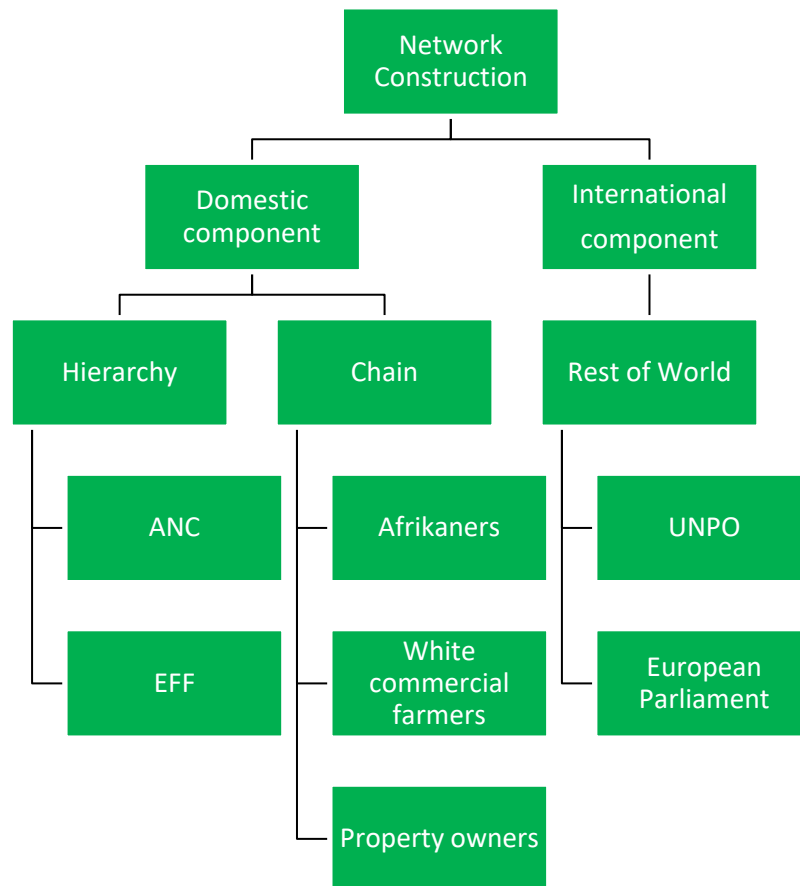 Network
Construction
Domestic
component
International
component
Hierarchy
Chain
Rest of World
ANC
Afrikaners
UNPO
EFF
White
commercial
farmers
European
Parliament
Property owners